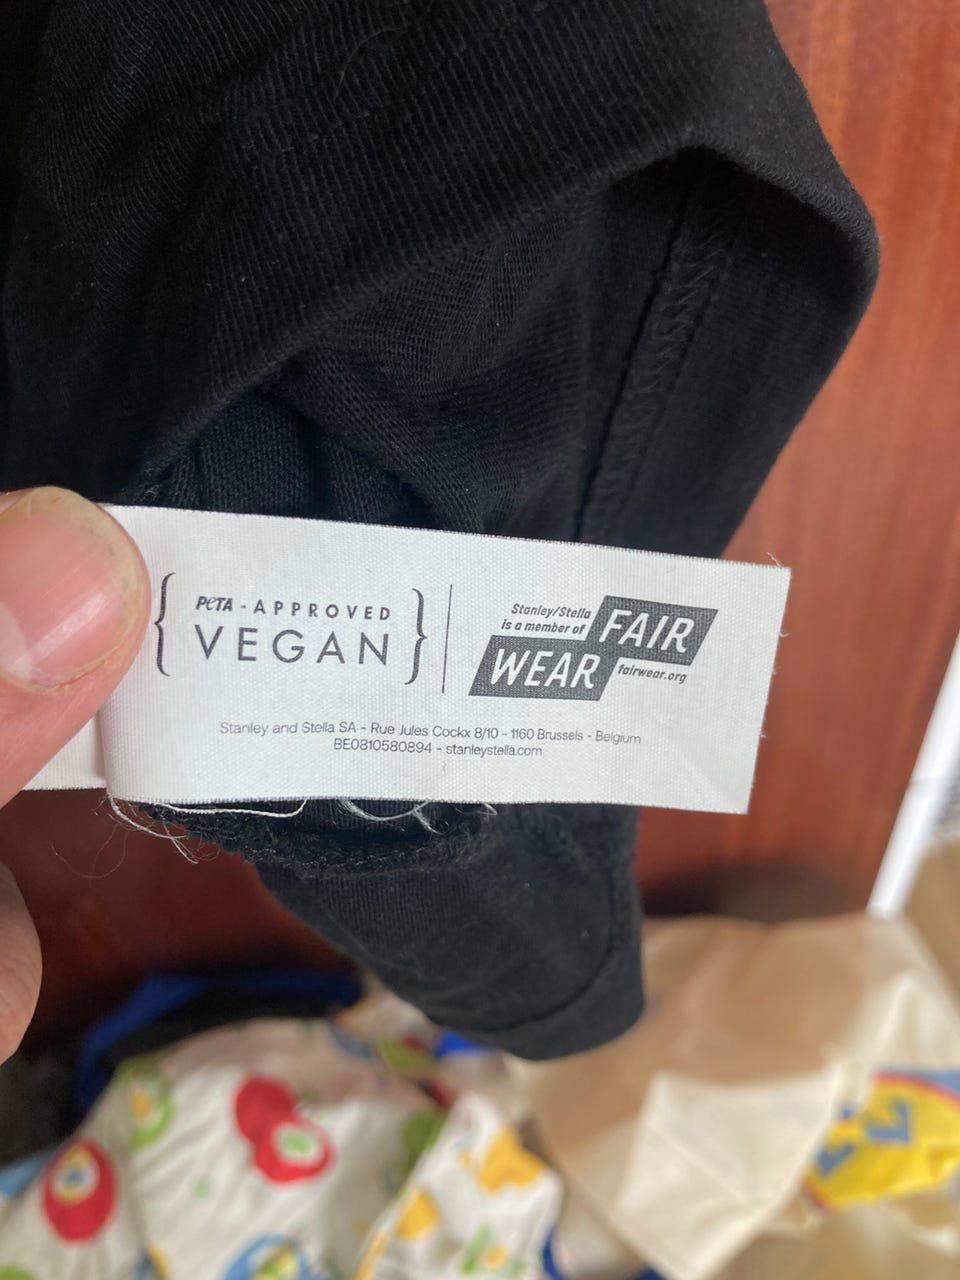 PETA - APPROVED
VEGAN
Stanley/Stella
is a member of
FAIR
WEAR
fairwear.org
Stanley and Stella SA - Rue Jules Cockx 8/10 - 1160 Brussels - Belgium
BE0810580894 - stanleystella.com